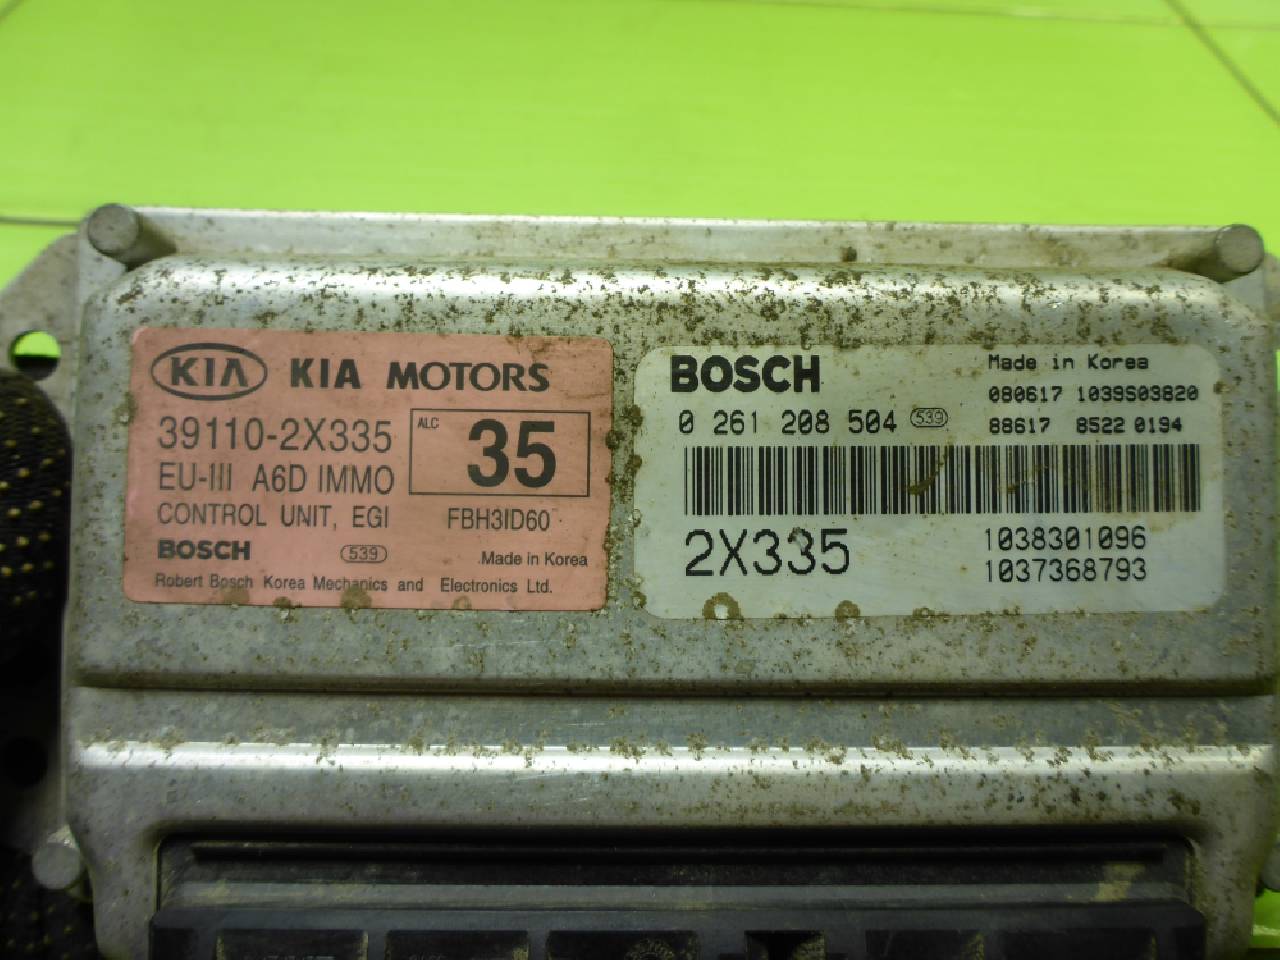 KIA KIA MOTORS
39110-2X335
ALC 35
EU-III A6D IMMO
CONTROL UNIT, EGI FBH3ID60
BOSCH 539 Made in Korea
Robert Bosch Korea Mechanics and Electronics Ltd.
BOSCH Made in Korea
080617 1039S03820
0 261 208 504 539
88617 8522 0194
2X335
1038301096
1037368793